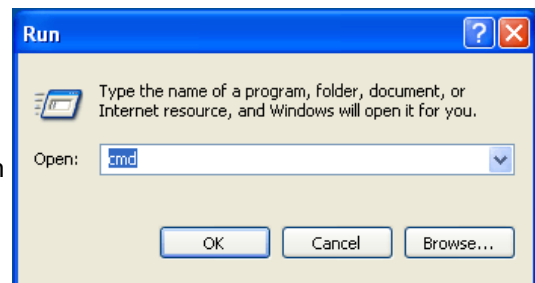 Run
Type the name of a program, folder, document, or
Internet resource, and Windows will open it for you.
n
Open: cmd
OK Cancel Browse...